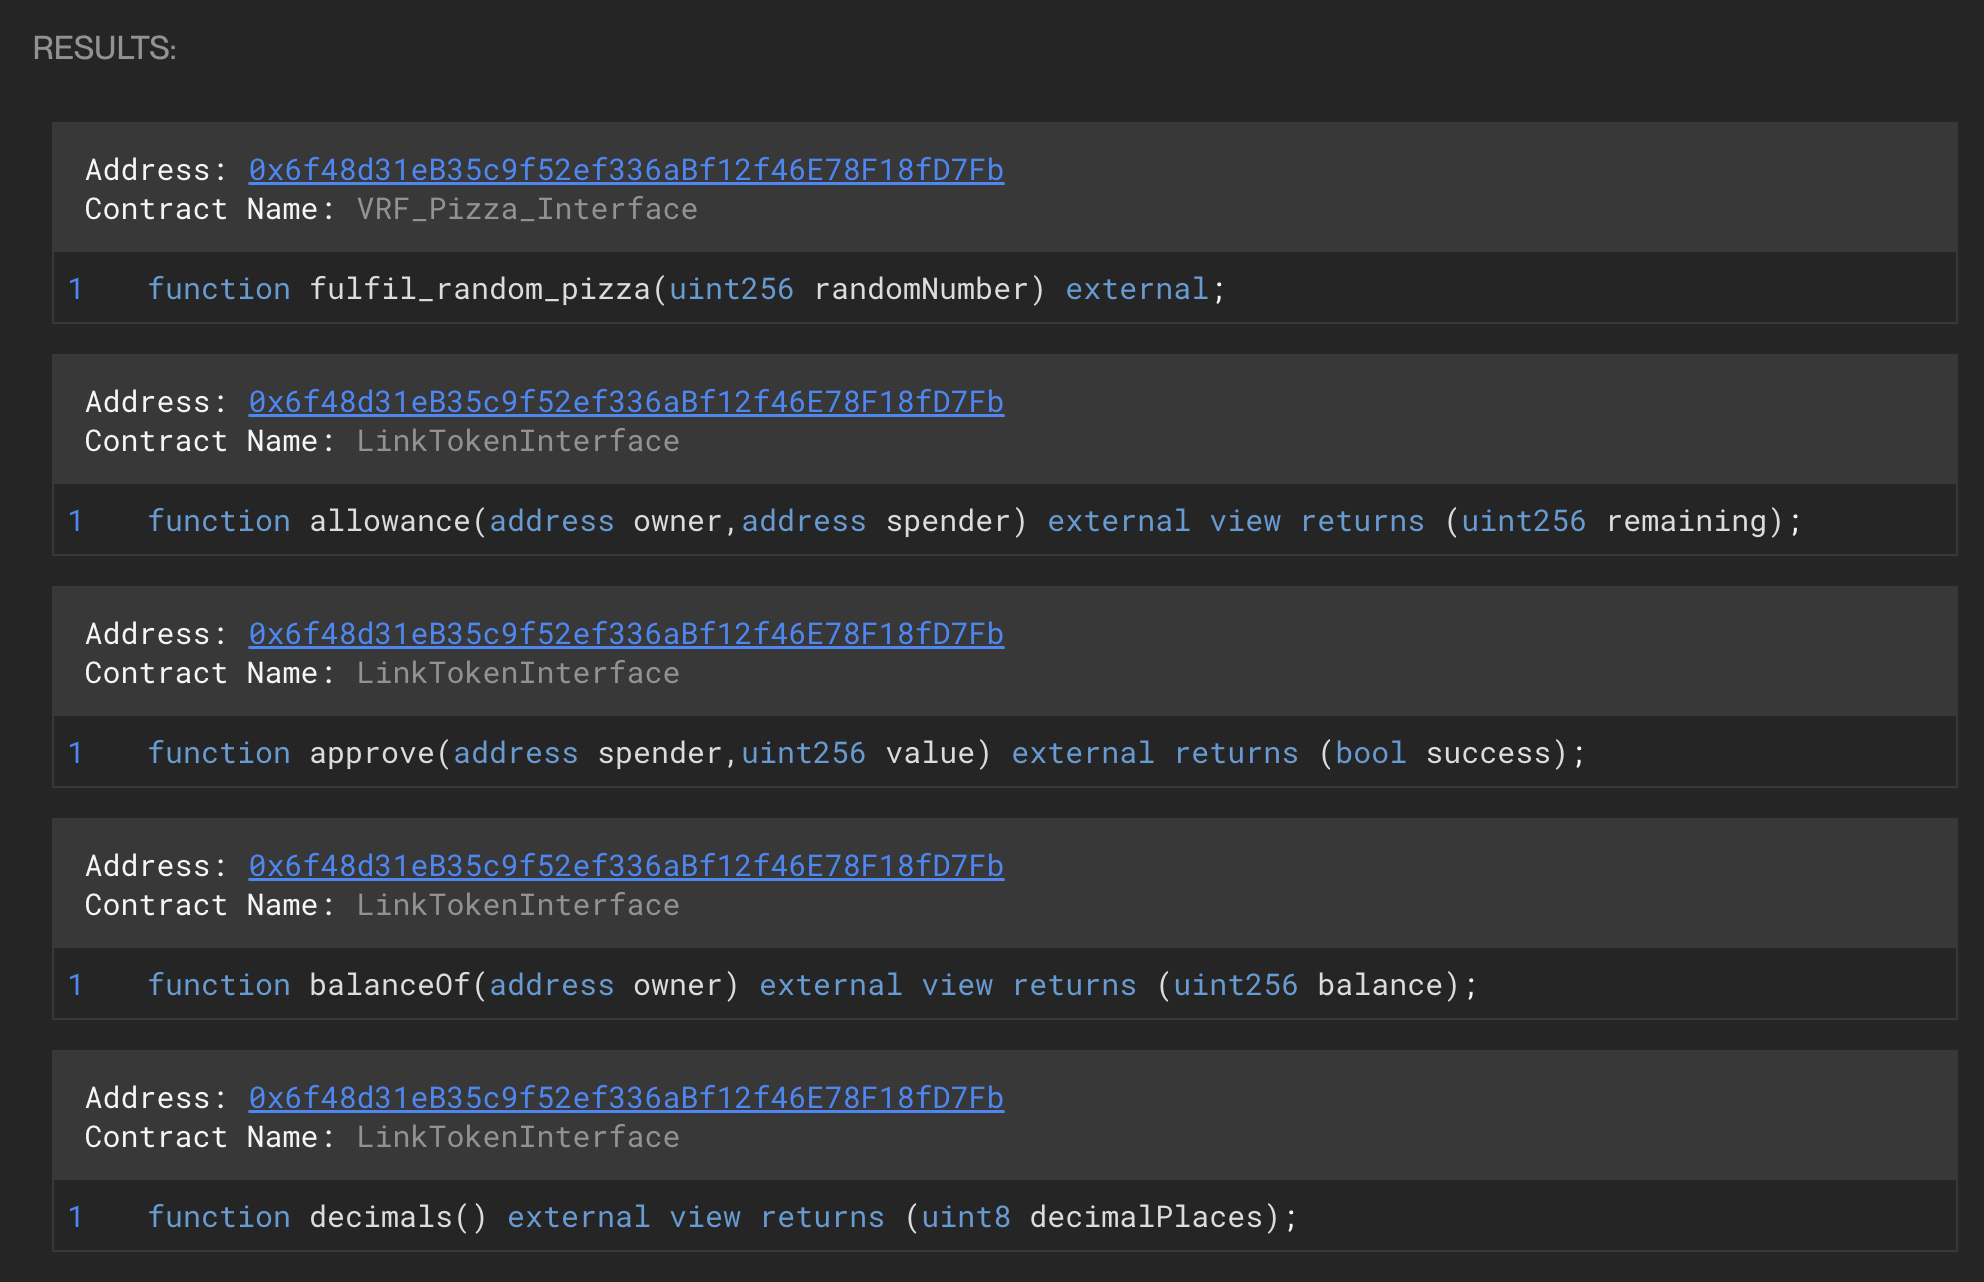 RESULTS:
Address: 0x6f48d31eB35c9f52ef336aBf12f46E78F18fD7Fb
Contract Name: VRF_Pizza_Interface
1 function fulfil_random_pizza(uint256 randomNumber) external;
Address: 0x6f48d31eB35c9f52ef336aBf12f46E78F18fD7Fb
Contract Name: LinkTokenInterface
1 function allowance(address owner,address spender) external view returns (uint256 remaining);
Address: 0x6f48d31eB35c9f52ef336aBf12f46E78F18fD7Fb
Contract Name: LinkTokenInterface
1 function approve(address spender,uint256 value) external returns (bool success);
Address: 0x6f48d31eB35c9f52ef336aBf12f46E78F18fD7Fb
Contract Name: LinkTokenInterface
1 function balanceOf(address owner) external view returns (uint256 balance);
Address: 0x6f48d31eB35c9f52ef336aBf12f46E78F18fD7Fb
Contract Name: LinkTokenInterface
1 function decimals() external view returns (uint8 decimalPlaces);